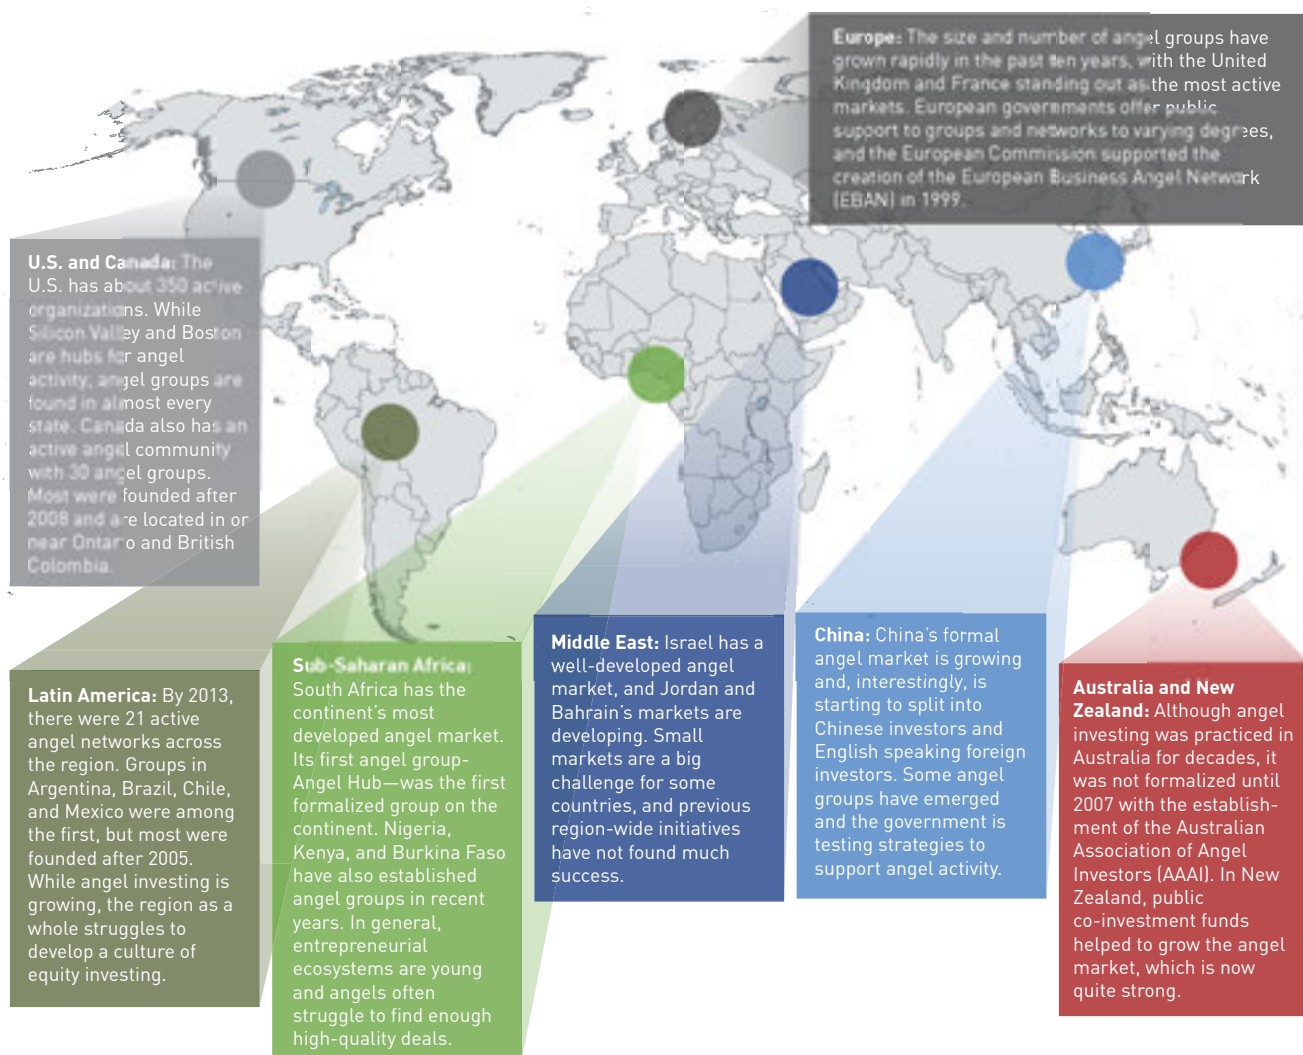 Europe: The size and number of angel groups have
grown rapidly in the past ten years, with the United
Kingdom and France standing out as the most active
markets. European governments offer public
support to groups and networks to varying degrees,
and the European Commission supported the
creation of the European Business Angel Network
(EBAN) in 1999.
U.S. and Canada: The
U.S. has about 350 active
organizations. While
Silicon Valley and Boston
are hubs for angel
activity, angel groups are
found in almost every
state. Canada also has an
active angel community
with 30 angel groups.
Most were founded after
2008 and are located in or
near Ontario and British
Colombia.
Latin America: By 2013,
there were 21 active
angel networks across
the region. Groups in
Argentina, Brazil, Chile,
and Mexico were among
the first, but most were
founded after 2005.
While angel investing is
growing, the region as a
whole struggles to
develop a culture of
equity investing.
Sub-Saharan Africa:
South Africa has the
continent's most
developed angel market.
Its first angel group-
Angel Hub—was the first
formalized group on the
continent. Nigeria,
Kenya, and Burkina Faso
have also established
angel groups in recent
years. In general,
entrepreneurial
ecosystems are young
and angels often
struggle to find enough
high-quality deals.
Middle East: Israel has a
well-developed angel
market, and Jordan and
Bahrain's markets are
developing. Small
markets are a big
challenge for some
countries, and previous
region-wide initiatives
have not found much
success.
China: China's formal
angel market is growing
and, interestingly, is
starting to split into
Chinese investors and
English speaking foreign
investors. Some angel
groups have emerged
and the government is
testing strategies to
support angel activity.
Australia and New
Zealand: Although angel
investing was practiced in
Australia for decades, it
was not formalized until
2007 with the establish-
ment of the Australian
Association of Angel
Investors (AAAI). In New
Zealand, public
co-investment funds
helped to grow the angel
market, which is now
quite strong.